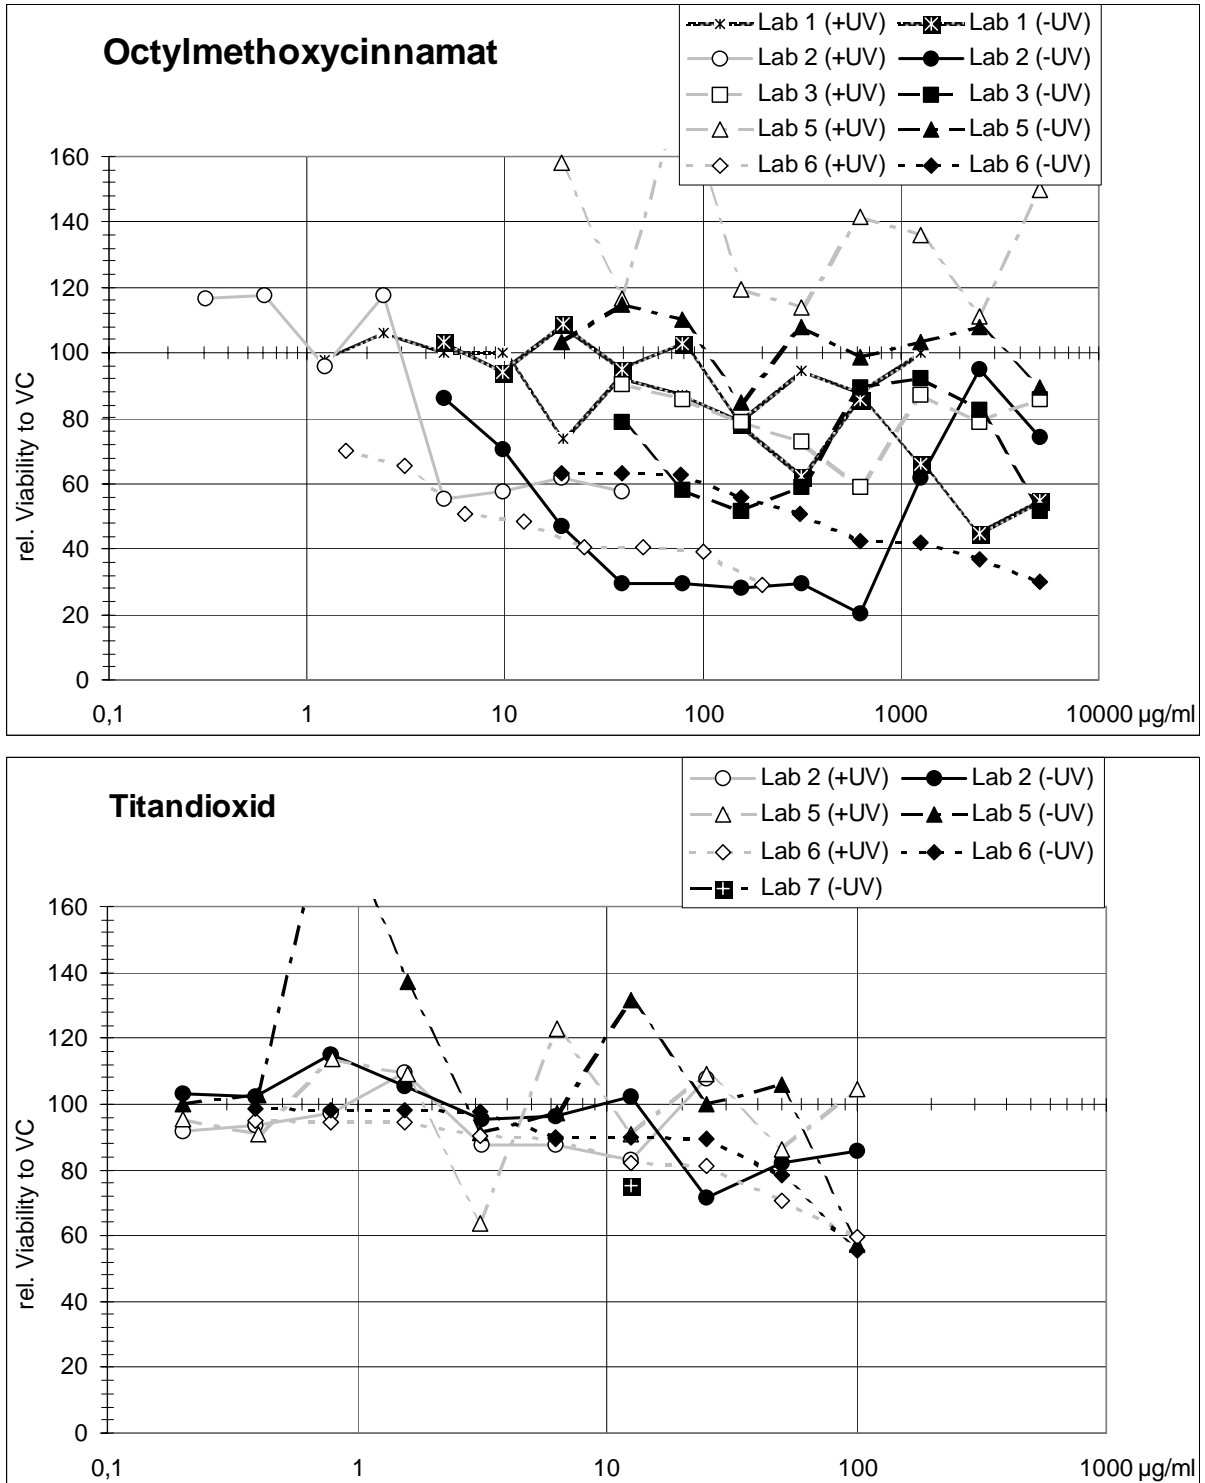 Octylmethoxycinnamat
Lab 1 (+UV) Lab 1 (-UV)
Lab 2 (+UV) Lab 2 (-UV)
Lab 3 (+UV) Lab 3 (-UV)
Lab 5 (+UV) Lab 5 (-UV)
Lab 6 (+UV) Lab 6 (-UV)
rel. Viability to VC
160
140
120
100
80
60
40
20
0
0,1 1 10 100 1000 10000 µg/ml
Titandioxid
Lab 2 (+UV) Lab 2 (-UV)
Lab 5 (+UV) Lab 5 (-UV)
Lab 6 (+UV) Lab 6 (-UV)
Lab 7 (-UV)
rel. Viability to VC
160
140
120
100
80
60
40
20
0
0,1 1 10 100 1000 µg/ml